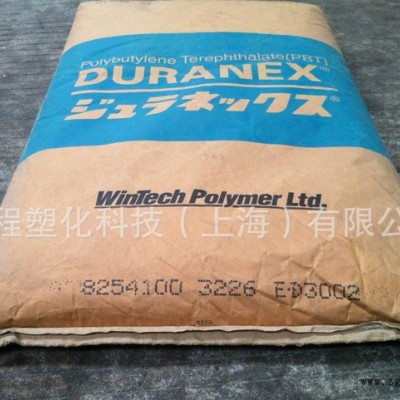 Polybutylene Terephthalate(PBT)
DURANEX®
ジュラネックス®
WinTech Polymer Ltd.
程塑化科技（上海）有限公
8254100 3226 ED3002